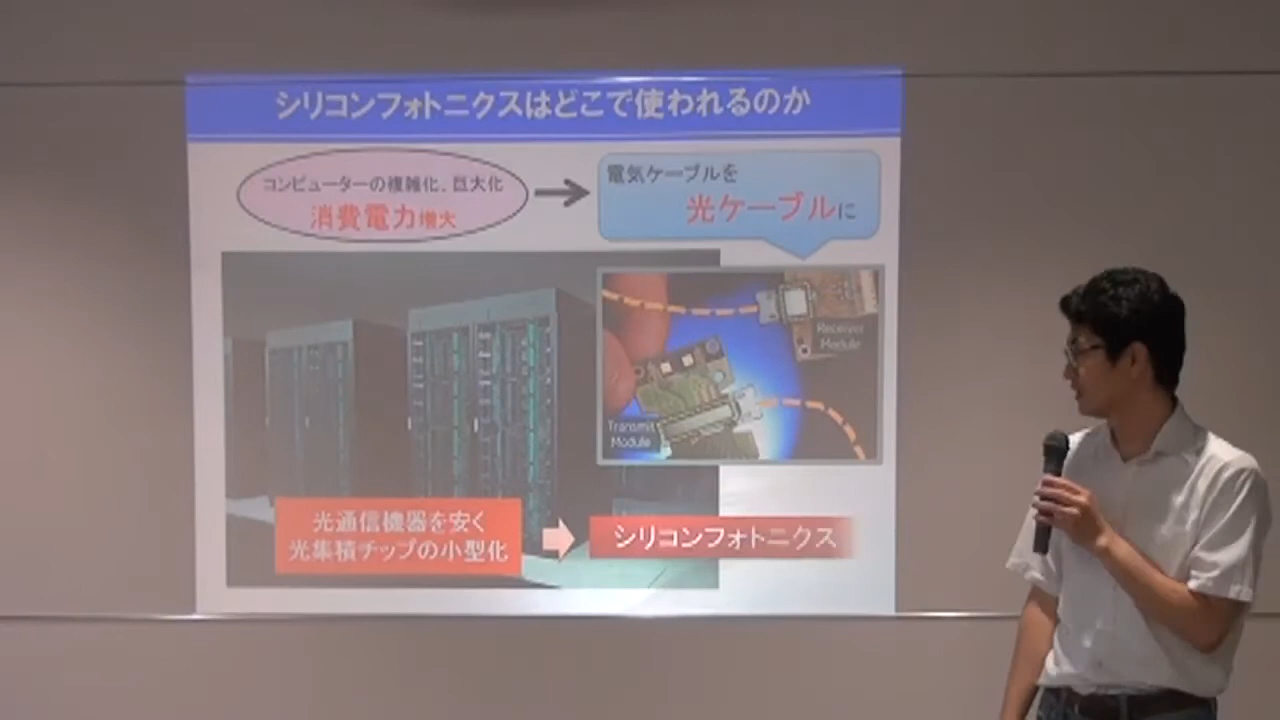 シリコンフォトニクスはどこで使われるのか
コンピューターの複雑化、巨大化
消費電力増大
電気ケーブルを
光ケーブルに
Receiver
Module
Transmit
Module
光通信機器を安く
光集積チップの小型化
シリコンフォトニクス